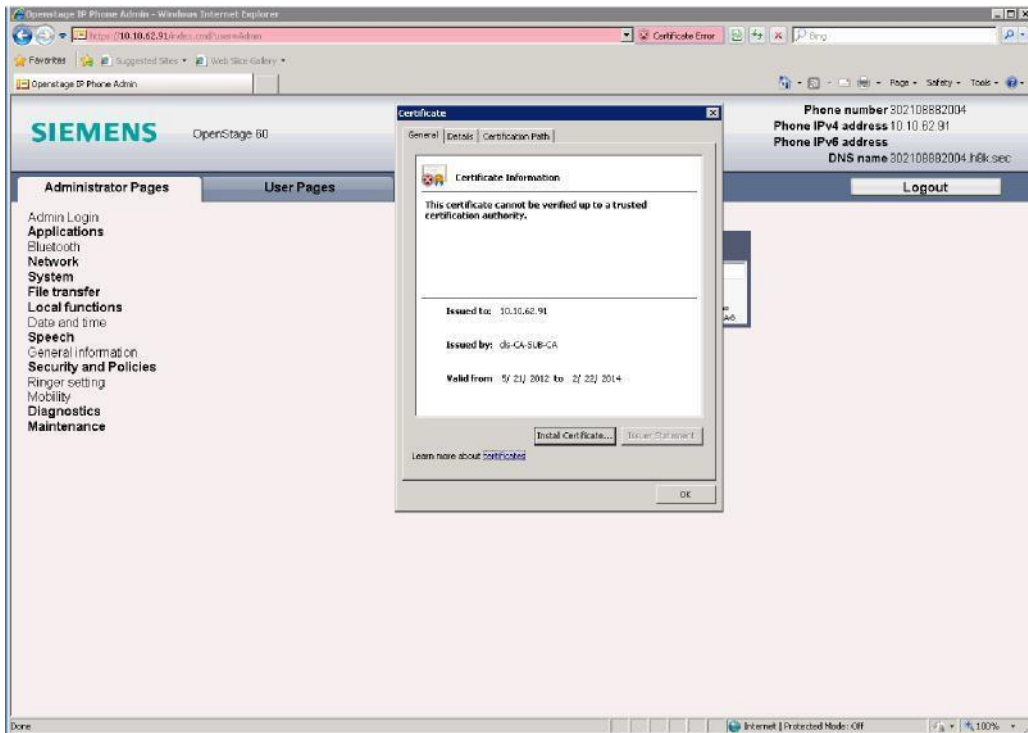 Openstage IP Phone Admin - Windows Internet Explorer
https://10.10.62.91/index.cmd?user=Admin
Certificate Error
Bing
Favorites
Suggested Sites
Web Slice Gallery
Openstage IP Phone Admin
Page
Safety
Tools
SIEMENS
OpenStage 60
Phone number 302108882004
Phone IPv4 address 10.10.62.91
Phone IPv6 address
DNS name 302108882004.h8k.sec
Administrator Pages
User Pages
Logout
Admin Login
Applications
Bluetooth
Network
System
File transfer
Local functions
Date and time
Speech
General information
Security and Policies
Ringer setting
Mobility
Diagnostics
Maintenance
Certificate
General
Details
Certification Path
Certificate Information
This certificate cannot be verified up to a trusted
certification authority.
Issued to: 10.10.62.91
Issued by: cls-CA-SUB-CA
Valid from 5/ 21/ 2012 to 2/ 22/ 2014
Install Certificate...
Issuer Statement
Learn more about certificates
OK
Done
Internet | Protected Mode: Off
100%